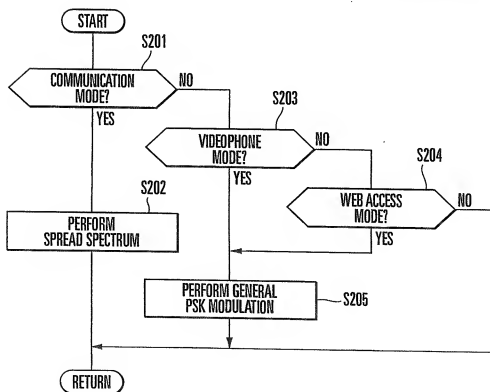 START
S201
COMMUNICATION
MODE?
NO
YES
S203
VIDEOPHONE
MODE?
NO
YES
S204
WEB ACCESS
MODE?
NO
YES
S202
PERFORM
SPREAD SPECTRUM
PERFORM GENERAL
PSK MODULATION
S205
RETURN